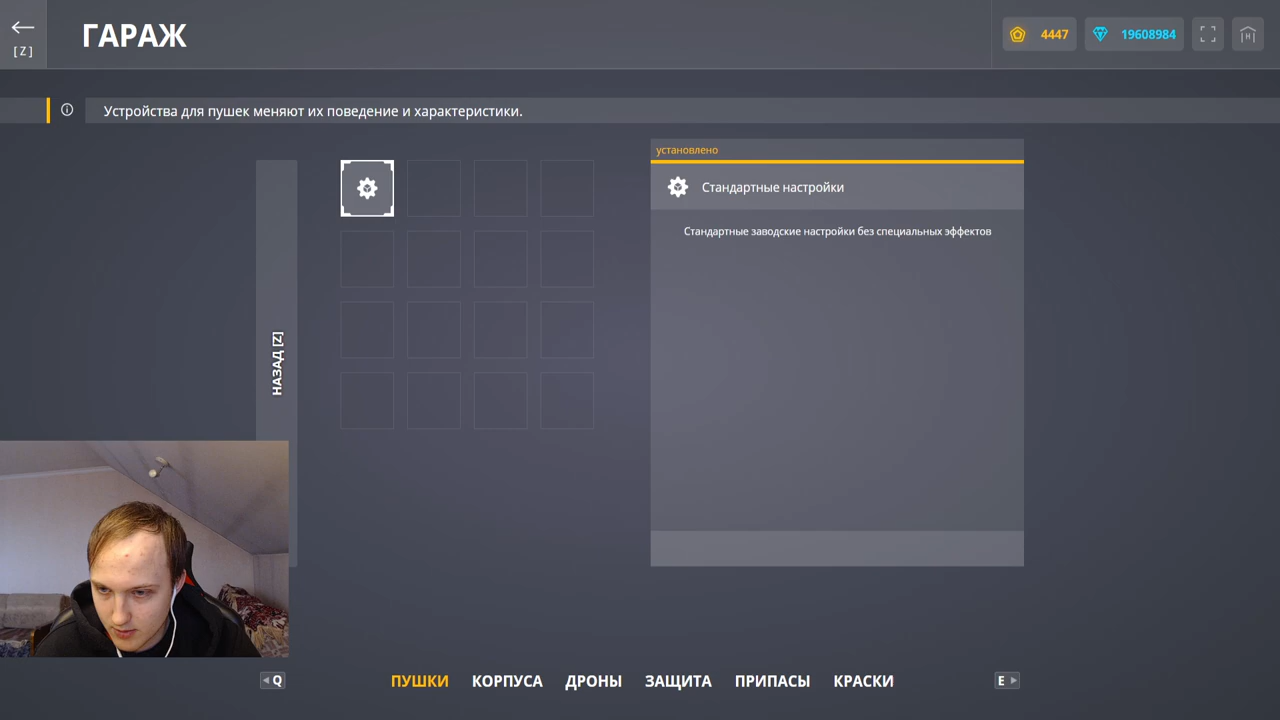 [Z]
ГАРАЖ
4447
19608984
Устройства для пушек меняют их поведение и характеристики.
установлено
Стандартные настройки
Стандартные заводские настройки без специальных эффектов
НАЗАД [Z]
Q
ПУШКИ КОРПУСА ДРОНЫ ЗАЩИТА ПРИПАСЫ КРАСКИ
E